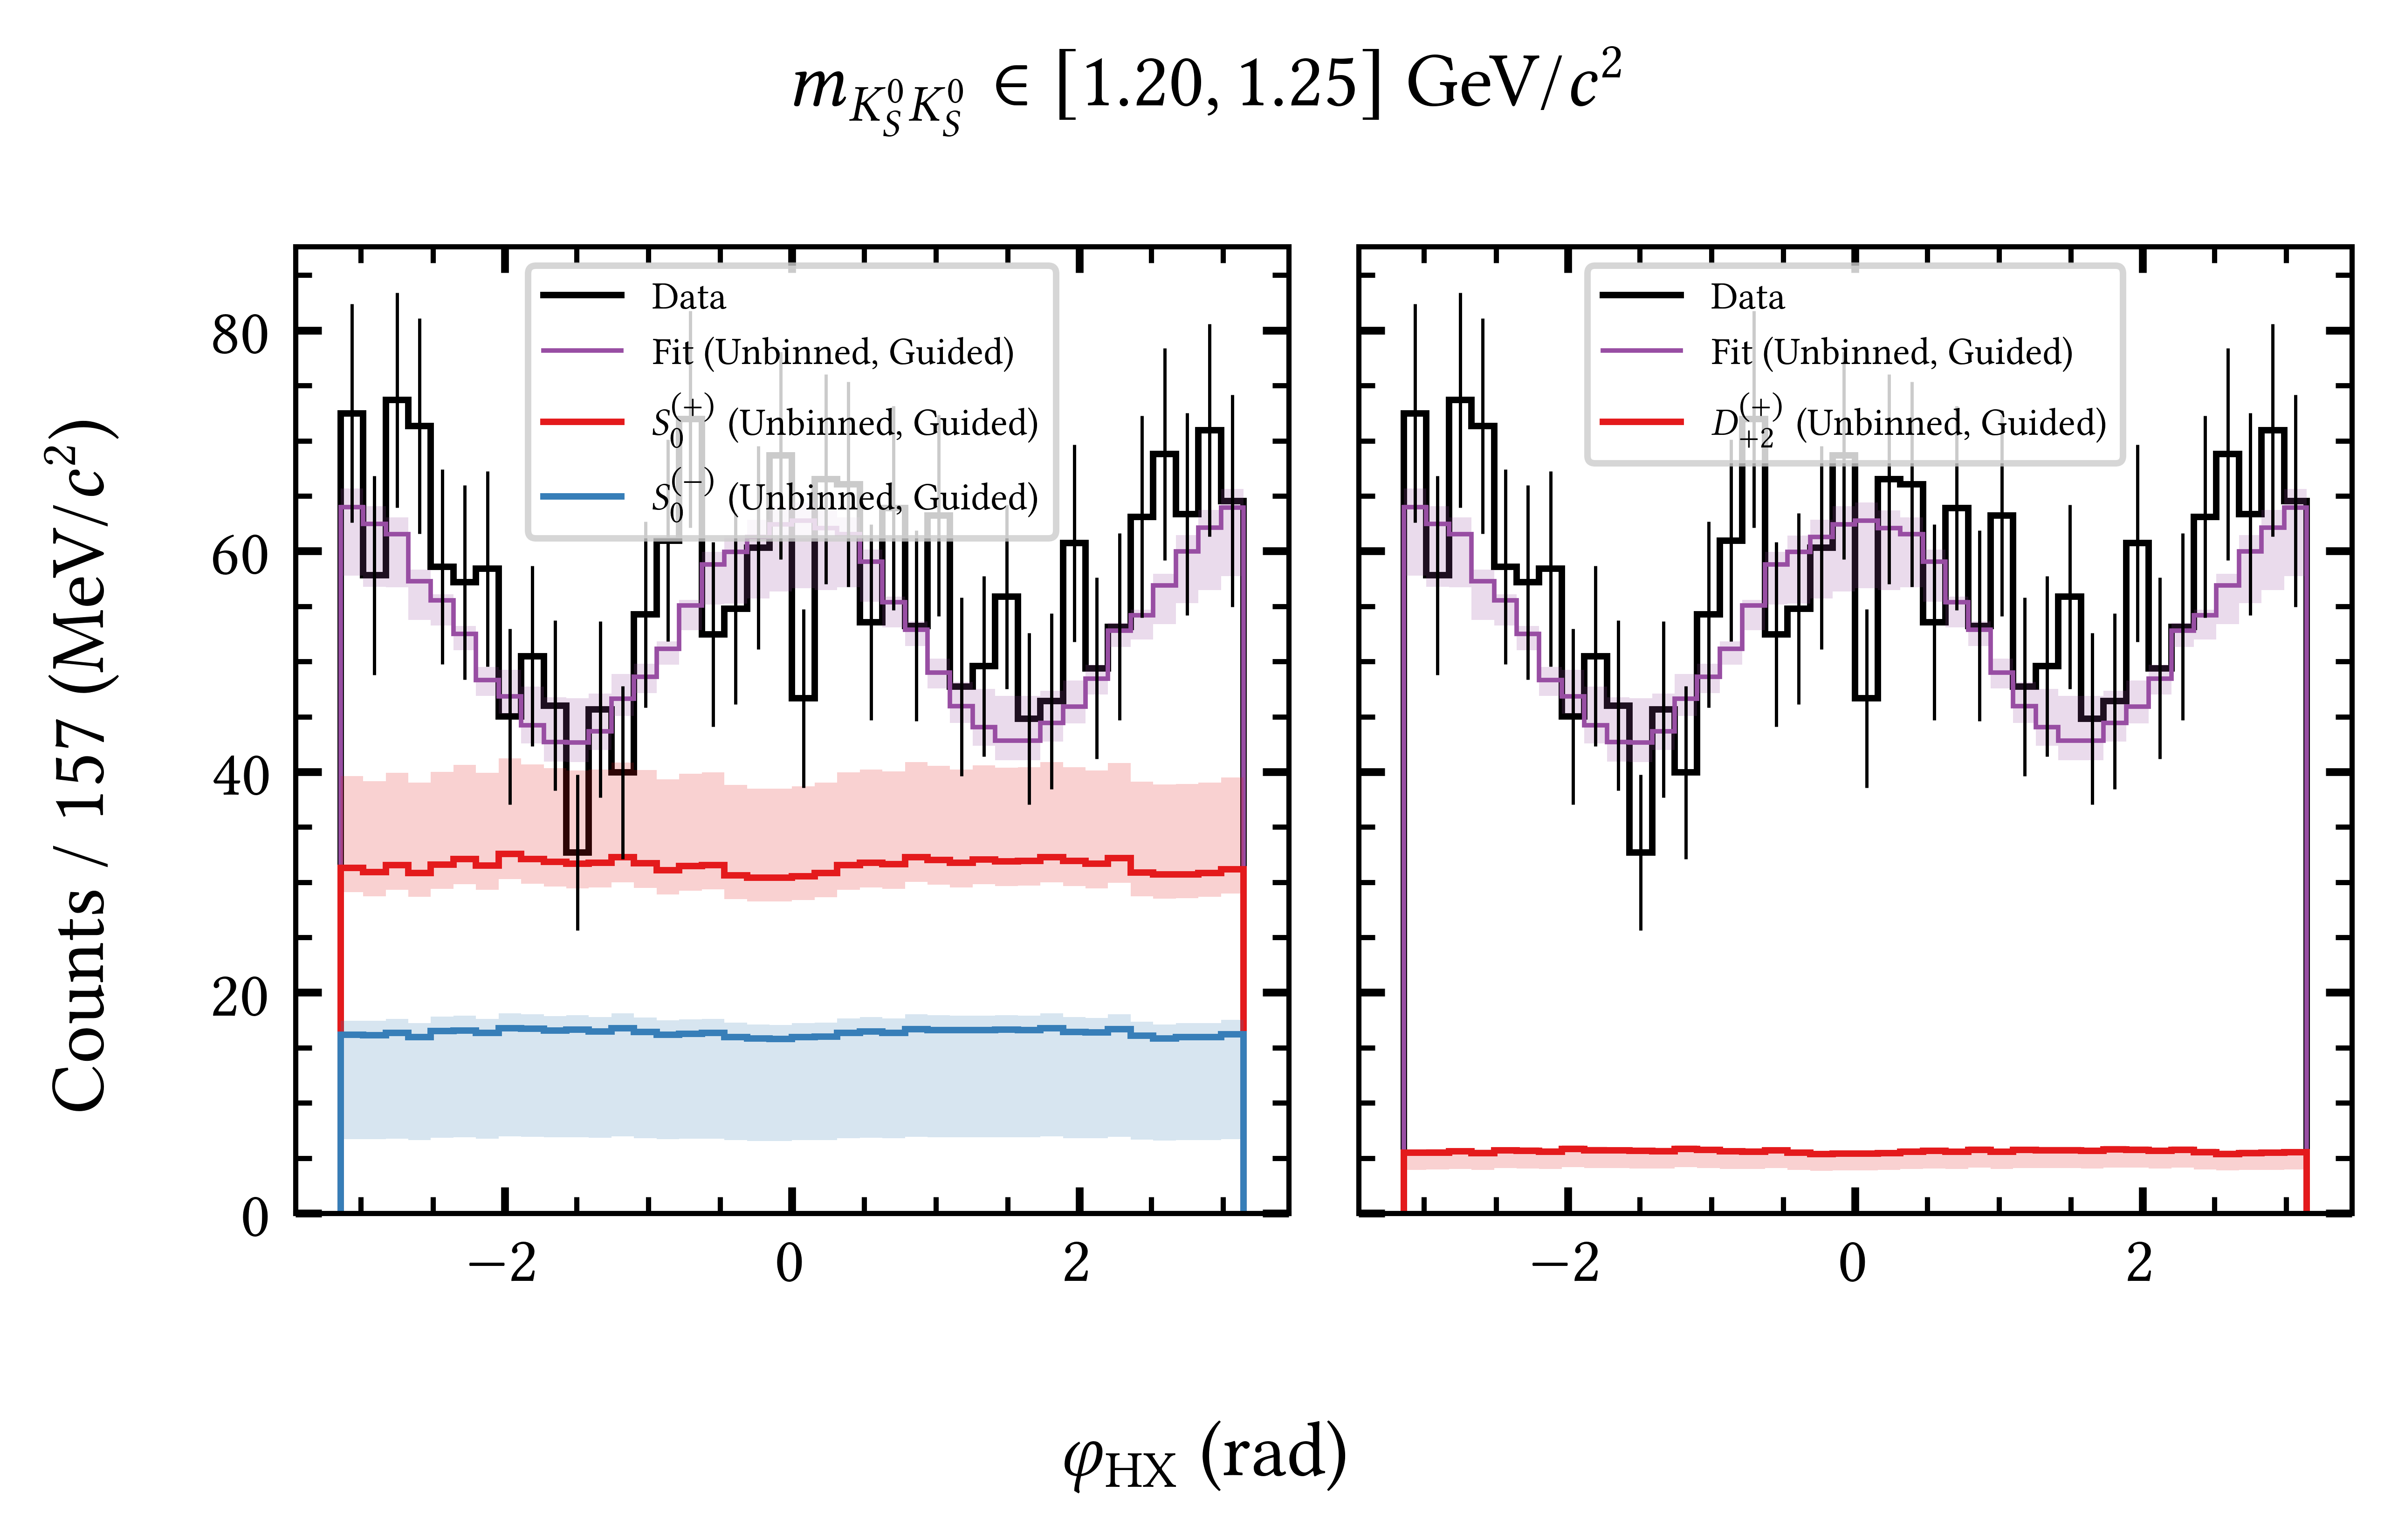 m_{K_S^0 K_S^0} ∈ [1.20, 1.25] GeV/c²
Counts / 157 (MeV/c²)
80
60
40
20
0
Data
Fit (Unbinned, Guided)
S_0^{(+)} (Unbinned, Guided)
S_0^{(−)} (Unbinned, Guided)
Data
Fit (Unbinned, Guided)
D_{+2}^{(+)} (Unbinned, Guided)
−2 0 2
−2 0 2
φ_{HX} (rad)